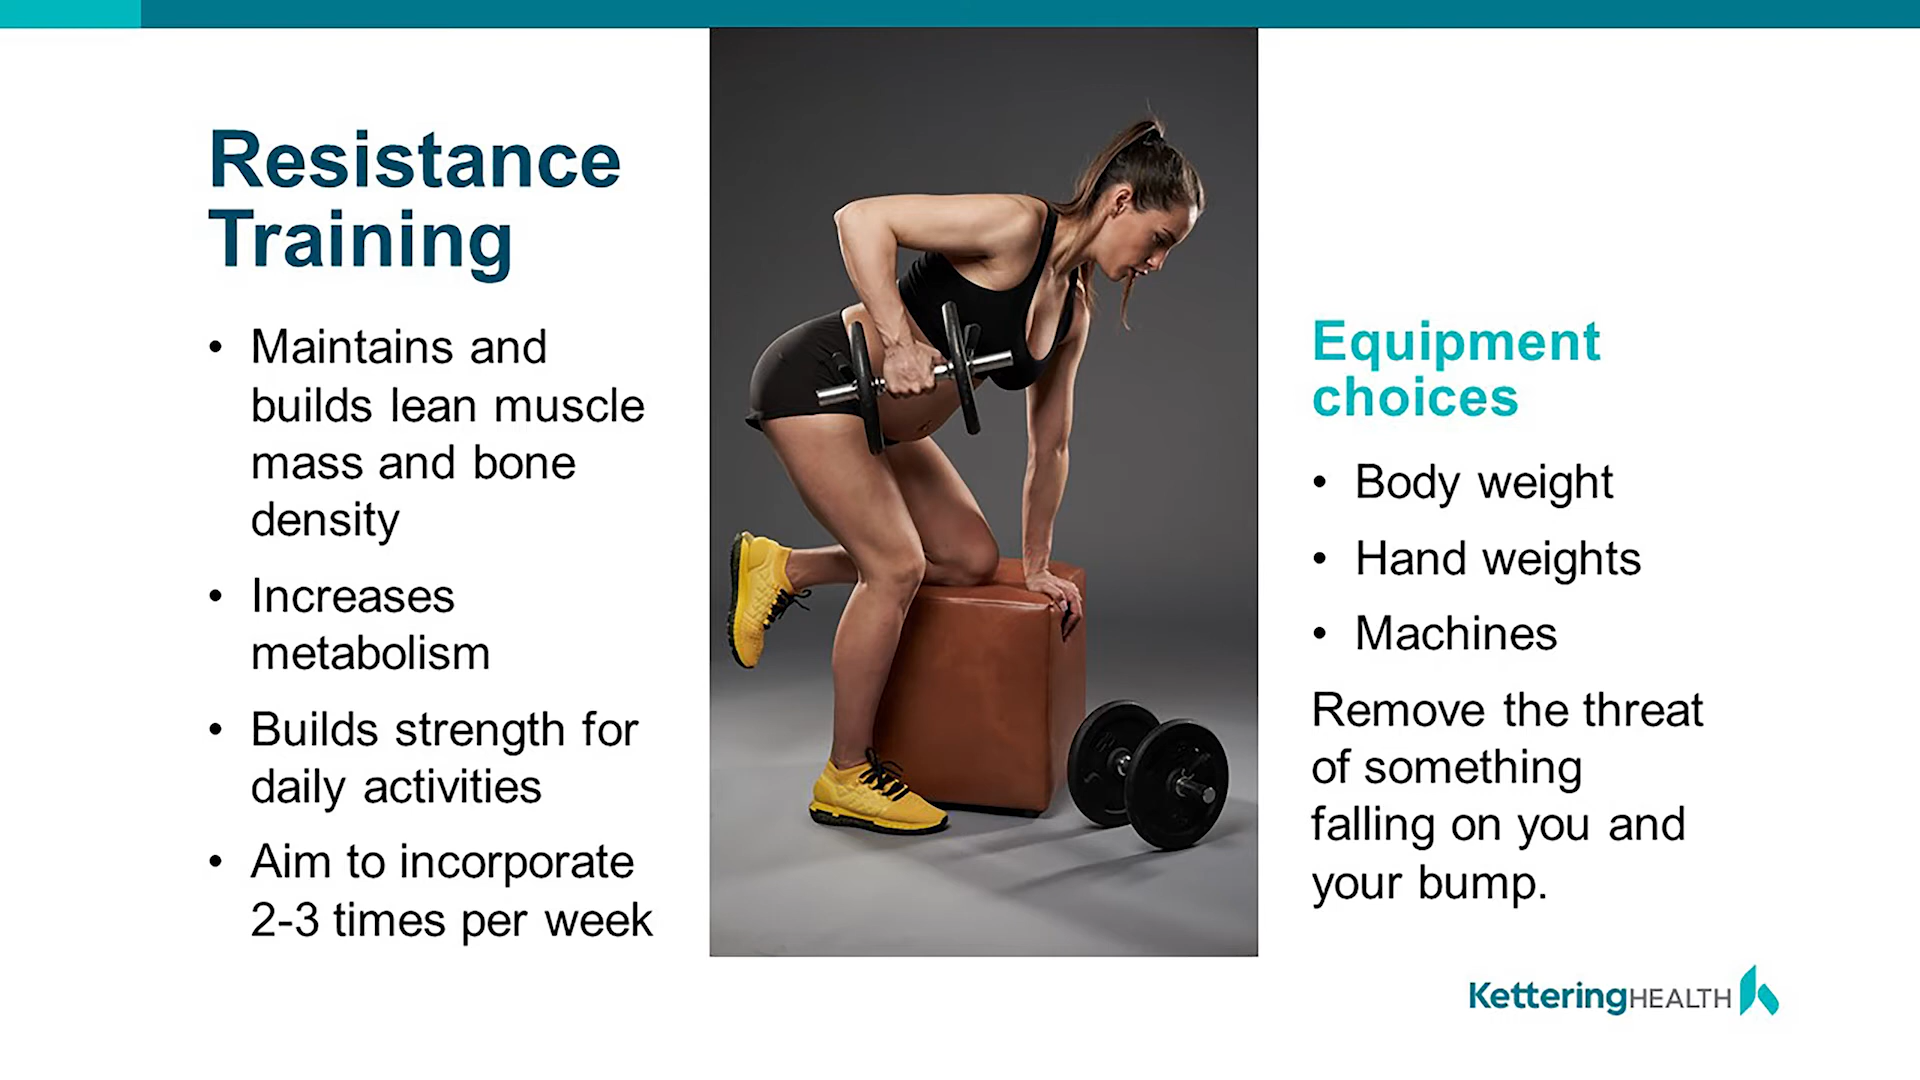 Resistance
Training
• Maintains and
builds lean muscle
mass and bone
density
• Increases
metabolism
• Builds strength for
daily activities
• Aim to incorporate
2-3 times per week
Equipment
choices
• Body weight
• Hand weights
• Machines
Remove the threat
of something
falling on you and
your bump.
KetteringHEALTH